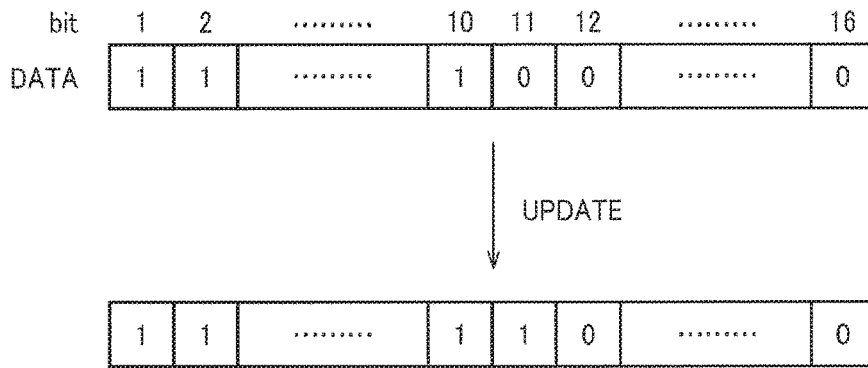 bit 1 2 ......... 10 11 12 ......... 16
DATA 1 1 ......... 1 0 0 ......... 0
UPDATE
1 1 ......... 1 1 0 ......... 0